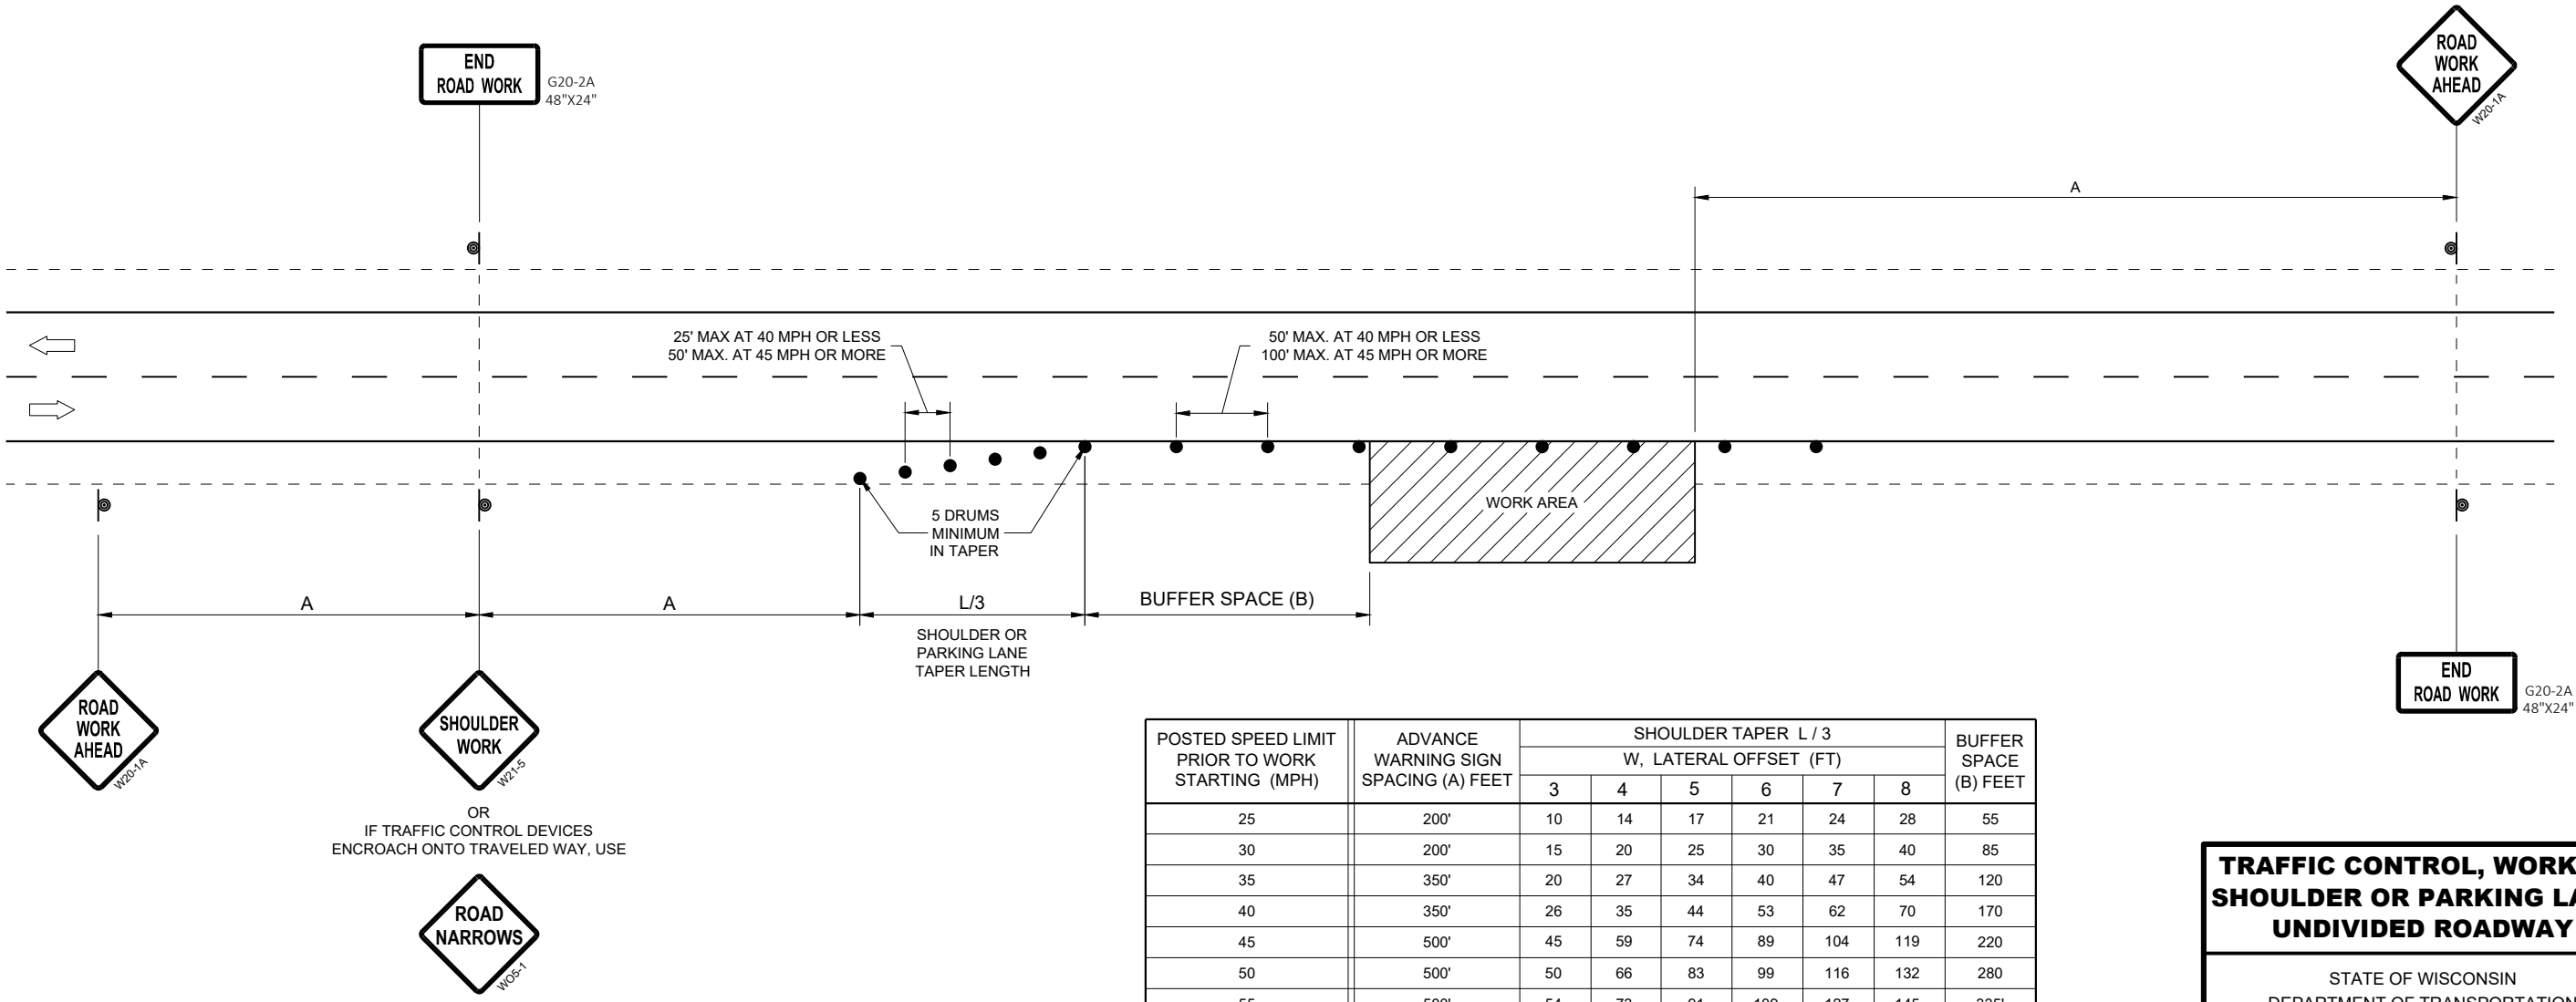 END
ROAD WORK
G20-2A
48"X24"
ROAD
WORK
AHEAD
W20-1A
A
25' MAX AT 40 MPH OR LESS
50' MAX. AT 45 MPH OR MORE
50' MAX. AT 40 MPH OR LESS
100' MAX. AT 45 MPH OR MORE
5 DRUMS
MINIMUM
IN TAPER
WORK AREA
A
A
L/3
BUFFER SPACE (B)
SHOULDER OR
PARKING LANE
TAPER LENGTH
ROAD
WORK
AHEAD
W20-1A
SHOULDER
WORK
W21-5
OR
IF TRAFFIC CONTROL DEVICES
ENCROACH ONTO TRAVELED WAY, USE
ROAD
NARROWS
WO5-1
END
ROAD WORK
G20-2A
48"X24"
POSTED SPEED LIMIT
PRIOR TO WORK
STARTING (MPH)
ADVANCE
WARNING SIGN
SPACING (A) FEET
SHOULDER TAPER L / 3
W, LATERAL OFFSET (FT)
3 4 5 6 7 8
BUFFER
SPACE
(B) FEET
25 200' 10 14 17 21 24 28 55
30 200' 15 20 25 30 35 40 85
35 350' 20 27 34 40 47 54 120
40 350' 26 35 44 53 62 70 170
45 500' 45 59 74 89 104 119 220
50 500' 50 66 83 99 116 132 280
TRAFFIC CONTROL, WORK
SHOULDER OR PARKING
UNDIVIDED ROADWAY
STATE OF WISCONSIN
DEPARTMENT OF TRANSPORTATION